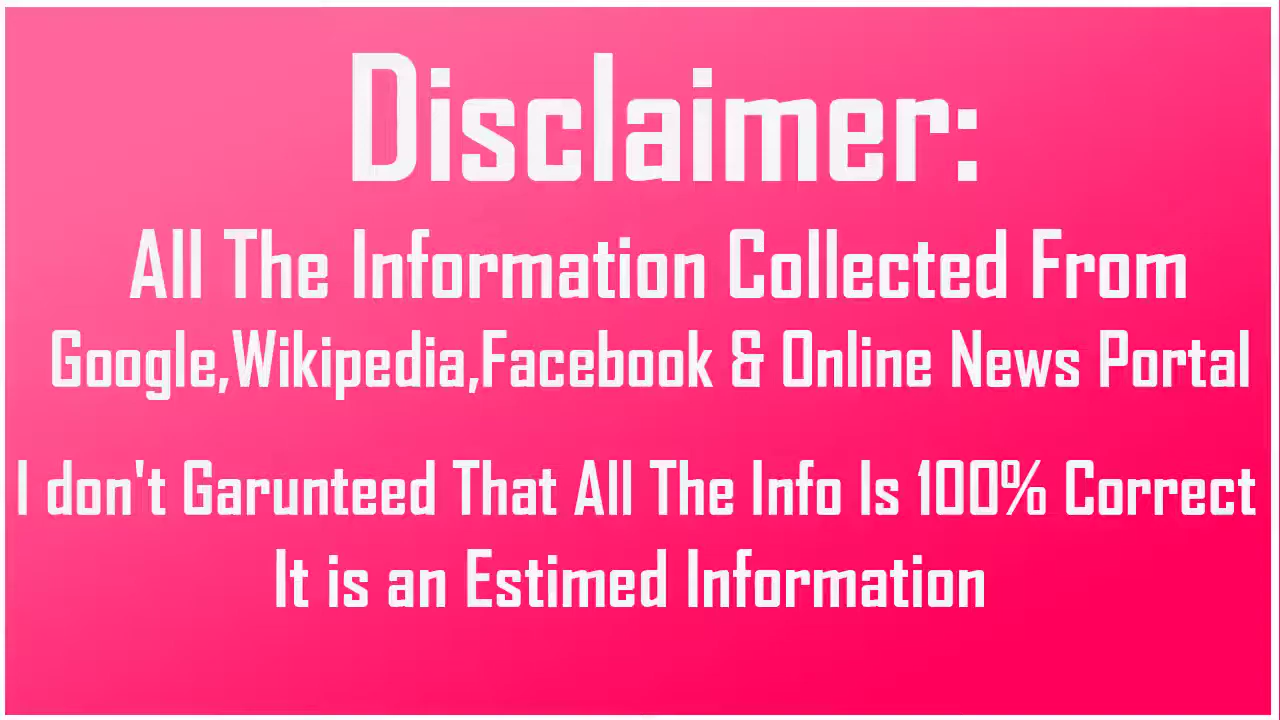 Disclaimer:
All The Information Collected From
Google,Wikipedia,Facebook & Online News Portal
I don't Garunteed That All The Info Is 100% Correct
It is an Estimed Information